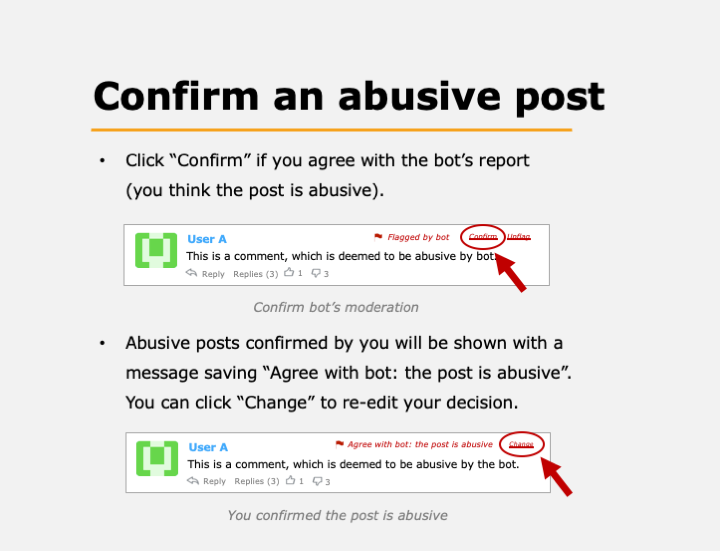 Confirm an abusive post
• Click “Confirm” if you agree with the bot’s report
(you think the post is abusive).
User A Flagged by bot Confirm Unflag
This is a comment, which is deemed to be abusive by bot.
Reply Replies (3) 1 3
Confirm bot’s moderation
• Abusive posts confirmed by you will be shown with a
message saving “Agree with bot: the post is abusive”.
You can click “Change” to re-edit your decision.
User A Agree with bot: the post is abusive Change
This is a comment, which is deemed to be abusive by the bot.
Reply Replies (3) 1 3
You confirmed the post is abusive